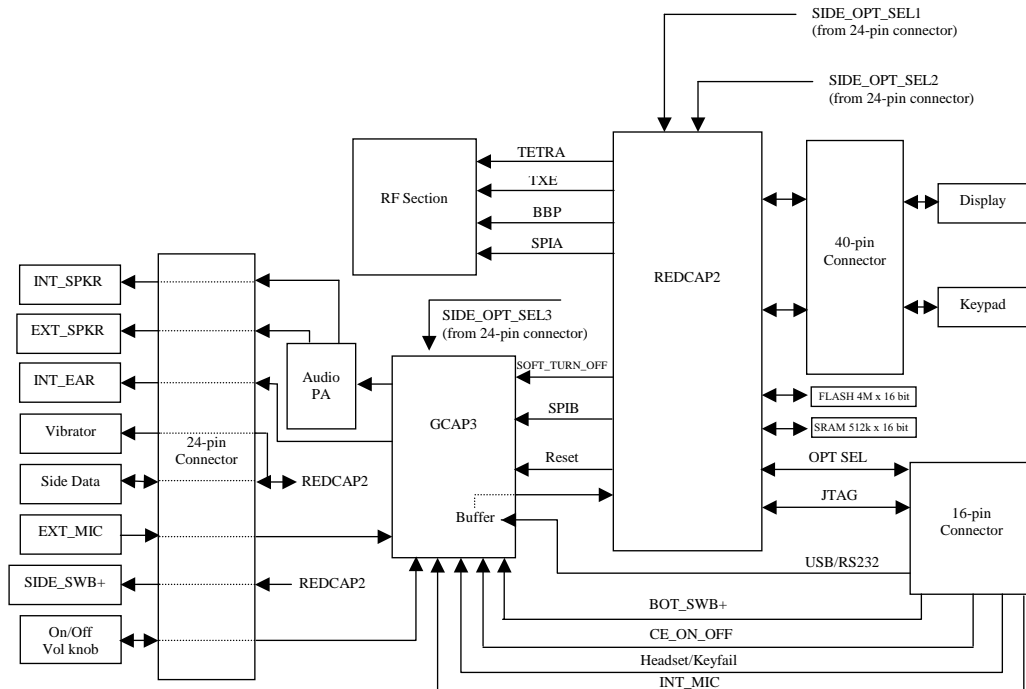 SIDE_OPT_SEL1
(from 24-pin connector)
SIDE_OPT_SEL2
(from 24-pin connector)
TETRA
TXE
BBP
SPIA
RF Section
REDCAP2
40-pin
Connector
Display
Keypad
INT_SPKR
EXT_SPKR
INT_EAR
Vibrator
Side Data
EXT_MIC
SIDE_SWB+
On/Off
Vol knob
24-pin
Connector
REDCAP2
REDCAP2
Audio
PA
SIDE_OPT_SEL3
(from 24-pin connector)
GCAP3
Buffer
SOFT_TURN_OFF
SPIB
Reset
FLASH 4M x 16 bit
SRAM 512k x 16 bit
OPT SEL
JTAG
16-pin
Connector
USB/RS232
BOT_SWB+
CE_ON_OFF
Headset/Keyfail
INT_MIC